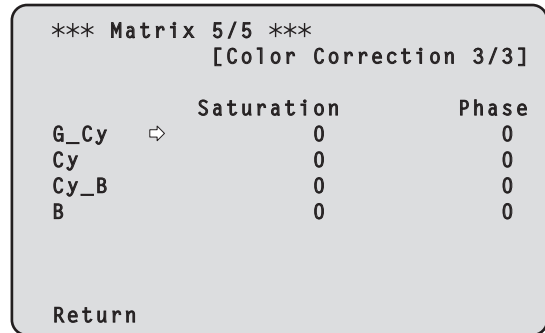 *** Matrix 5/5 ***
[Color Correction 3/3]
Saturation Phase
G_Cy ⇨ 0 0
Cy 0 0
Cy_B 0 0
B 0 0
Return